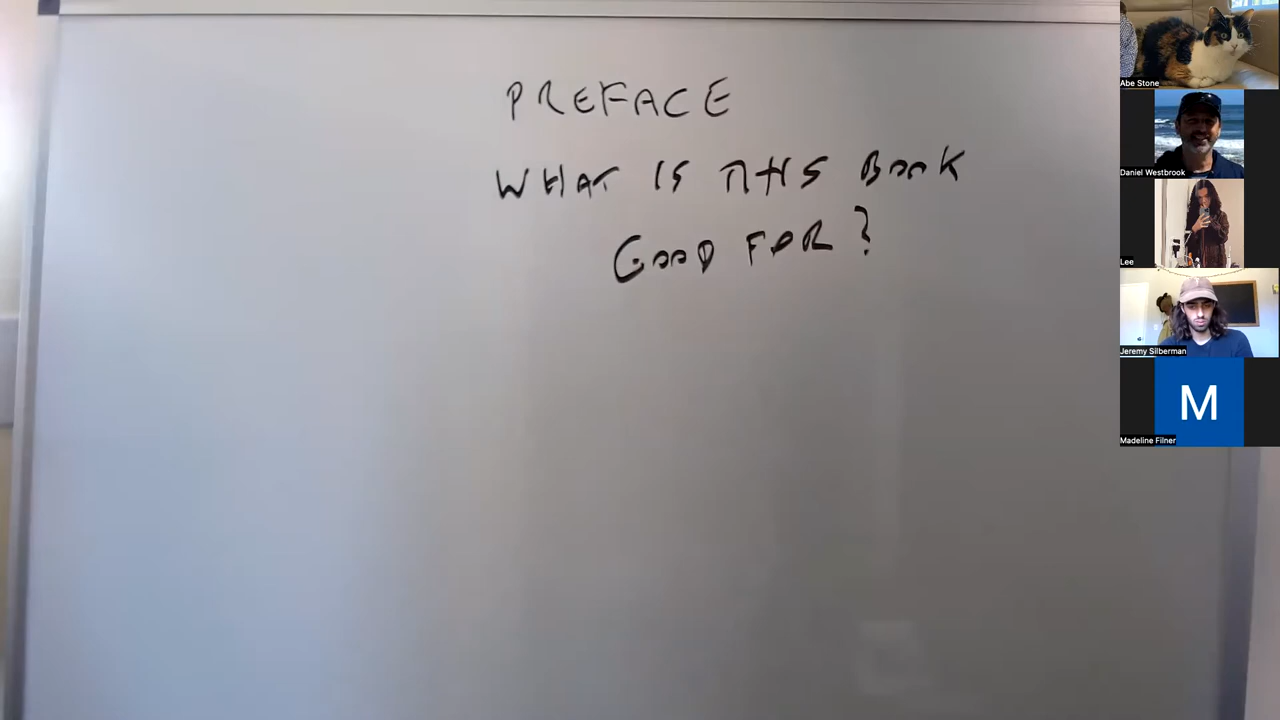 PREFACE
WHAT IS THIS BOOK
GOOD FOR?
Abe Stone
Daniel Westbrook
Lee
Jeremy Silberman
M
Madeline Filner